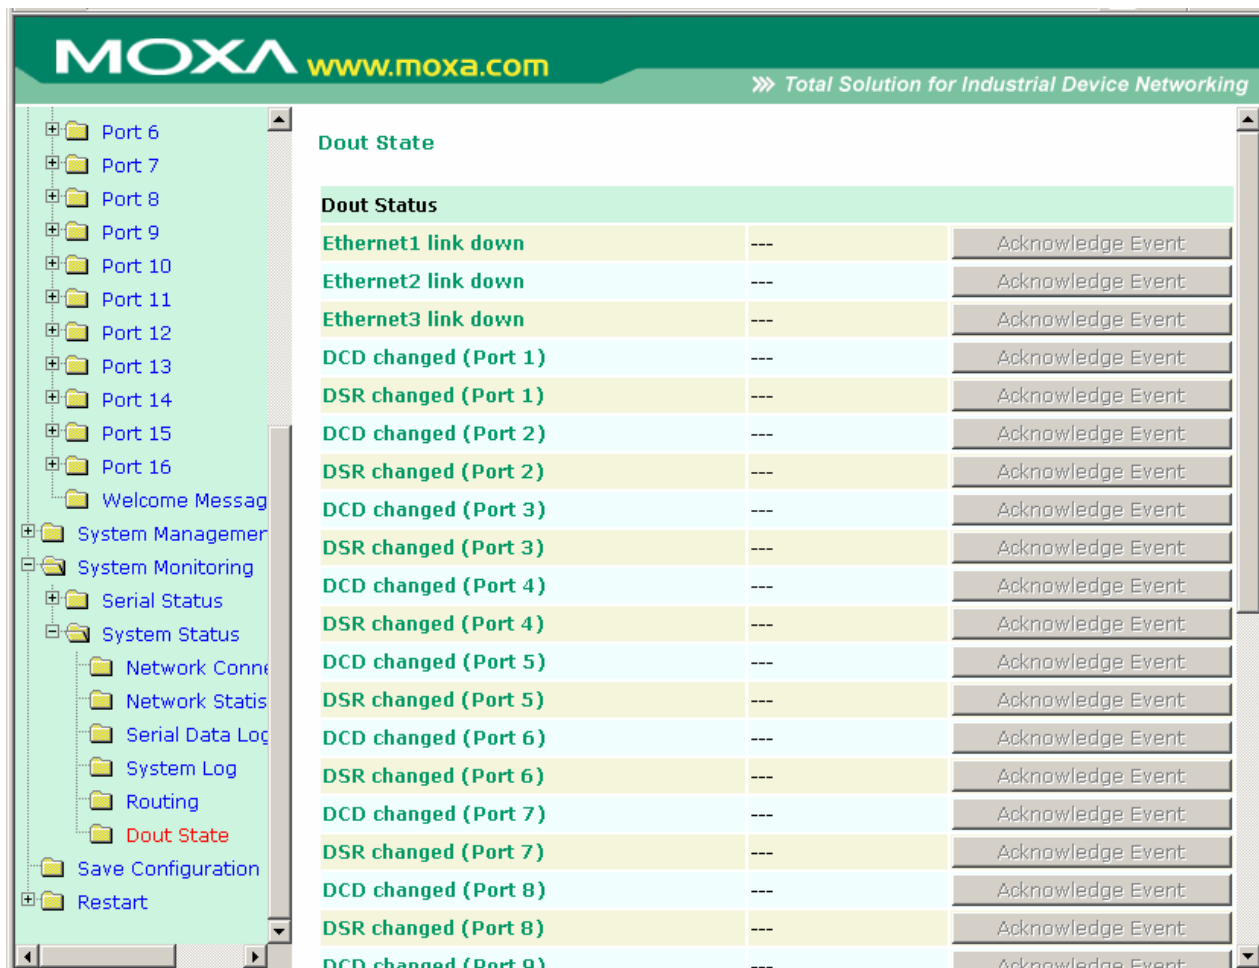 MOXA www.moxa.com
Total Solution for Industrial Device Networking
Port 6
Port 7
Port 8
Port 9
Port 10
Port 11
Port 12
Port 13
Port 14
Port 15
Port 16
Welcome Messag
System Managemer
System Monitoring
Serial Status
System Status
Network Conne
Network Statis
Serial Data Log
System Log
Routing
Dout State
Save Configuration
Restart
Dout State
Dout Status
Ethernet1 link down --- Acknowledge Event
Ethernet2 link down --- Acknowledge Event
Ethernet3 link down --- Acknowledge Event
DCD changed (Port 1) --- Acknowledge Event
DSR changed (Port 1) --- Acknowledge Event
DCD changed (Port 2) --- Acknowledge Event
DSR changed (Port 2) --- Acknowledge Event
DCD changed (Port 3) --- Acknowledge Event
DSR changed (Port 3) --- Acknowledge Event
DCD changed (Port 4) --- Acknowledge Event
DSR changed (Port 4) --- Acknowledge Event
DCD changed (Port 5) --- Acknowledge Event
DSR changed (Port 5) --- Acknowledge Event
DCD changed (Port 6) --- Acknowledge Event
DSR changed (Port 6) --- Acknowledge Event
DCD changed (Port 7) --- Acknowledge Event
DSR changed (Port 7) --- Acknowledge Event
DCD changed (Port 8) --- Acknowledge Event
DSR changed (Port 8) --- Acknowledge Event
DCD changed (Port 9) --- Acknowledge Event